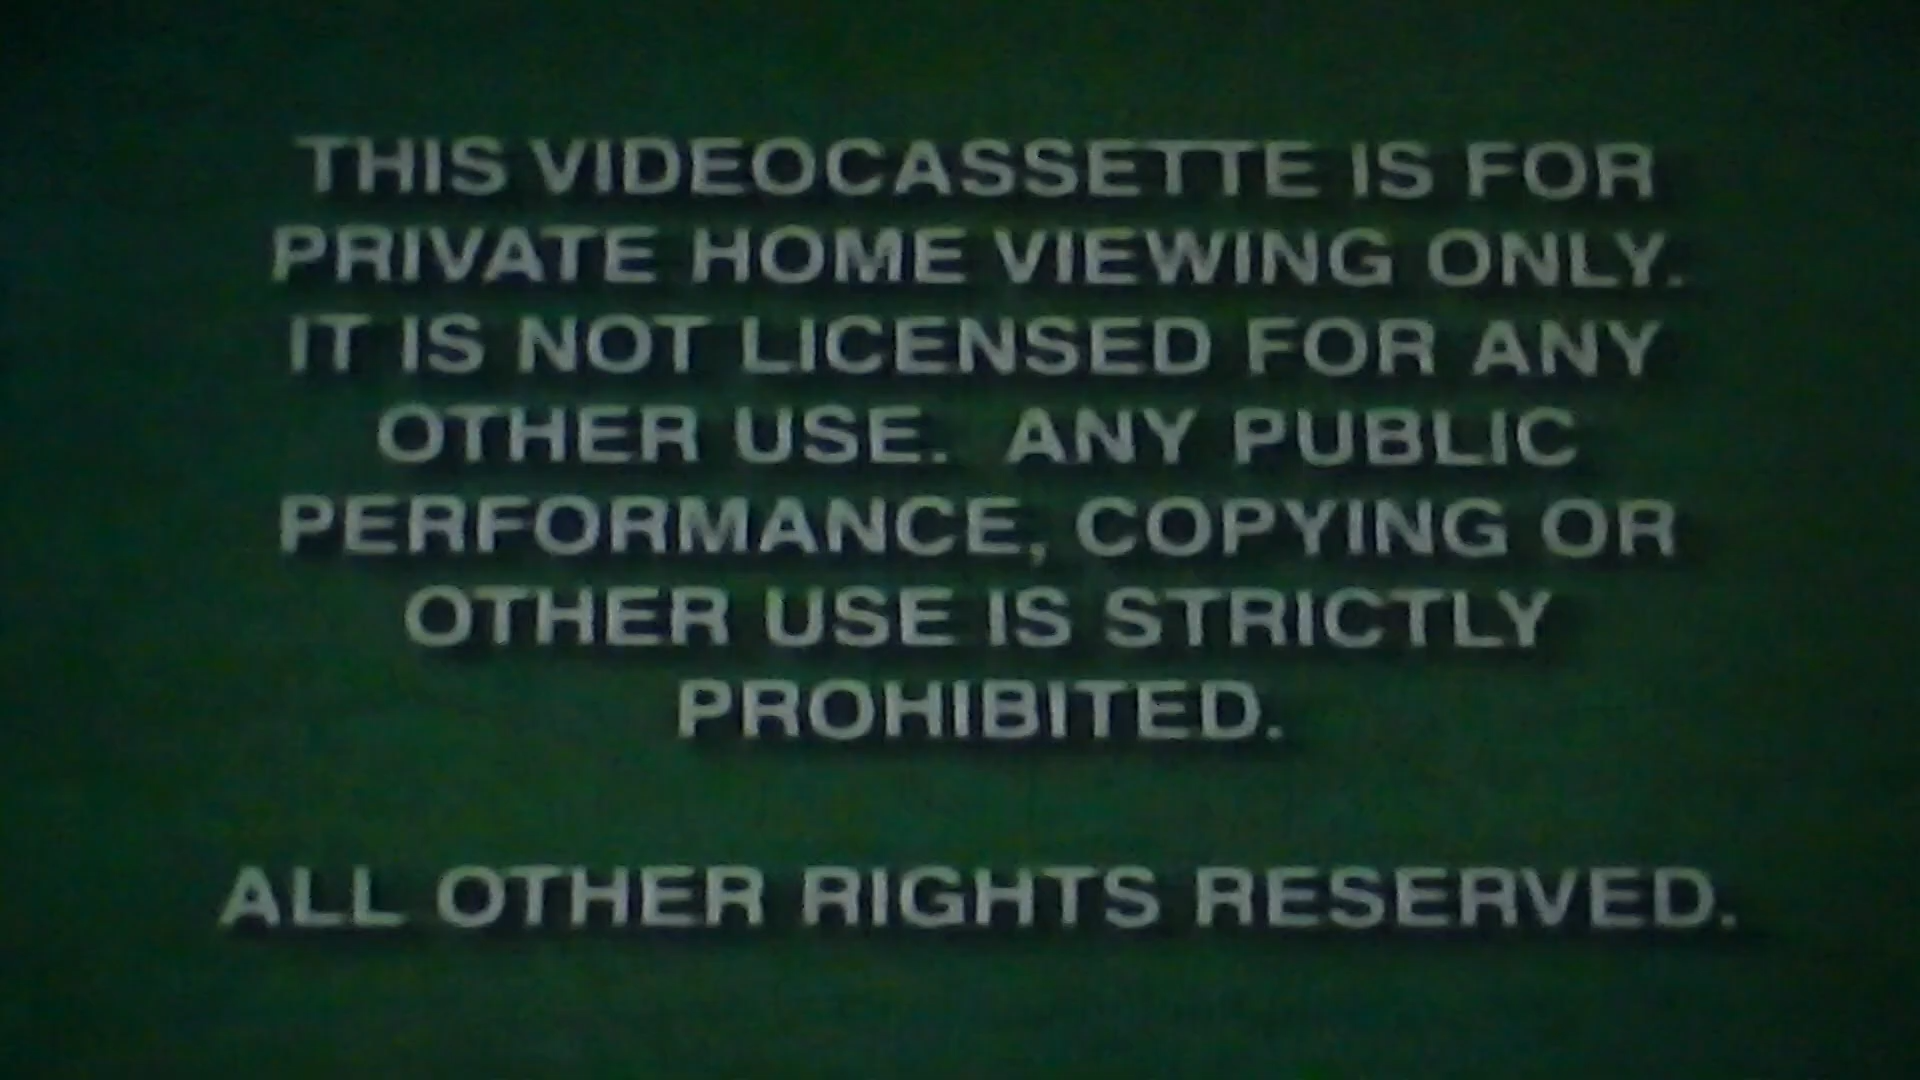 THIS VIDEOCASSETTE IS FOR
PRIVATE HOME VIEWING ONLY.
IT IS NOT LICENSED FOR ANY
OTHER USE.  ANY PUBLIC
PERFORMANCE, COPYING OR
OTHER USE IS STRICTLY
PROHIBITED.
ALL OTHER RIGHTS RESERVED.